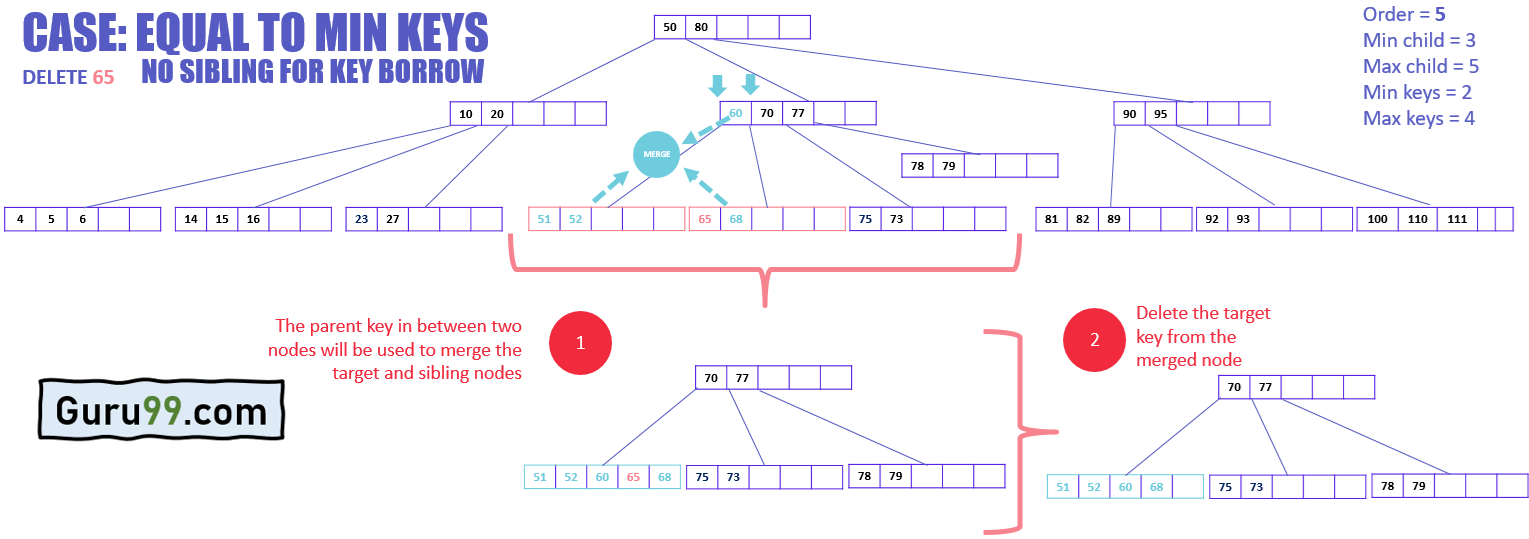 CASE: EQUAL TO MIN KEYS
DELETE 65 NO SIBLING FOR KEY BORROW
Order = 5
Min child = 3
Max child = 5
Min keys = 2
Max keys = 4
50 80
10 20
60 70 77
90 95
MERGE
78 79
4 5 6
14 15 16
23 27
51 52
65 68
75 73
81 82 89
92 93
100 110 111
The parent key in between two
nodes will be used to merge the
target and sibling nodes
1
2
Delete the target
key from the
merged node
70 77
51 52 60 65 68
75 73
78 79
70 77
51 52 60 68
75 73
78 79
Guru99.com